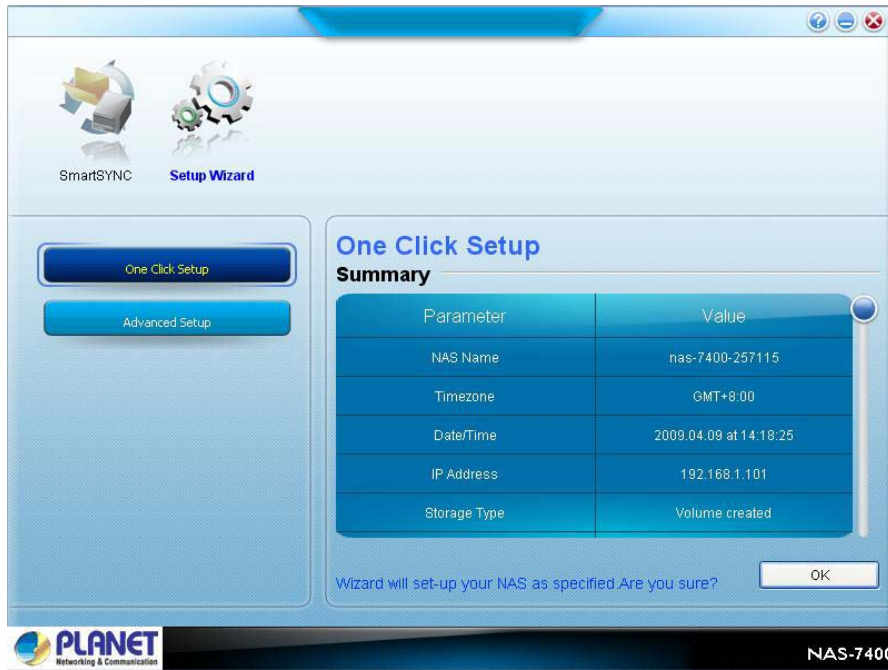 SmartSYNC
Setup Wizard
One Click Setup
Advanced Setup
One Click Setup
Summary
Parameter Value
NAS Name nas-7400-257115
Timezone GMT+8:00
Date/Time 2009.04.09 at 14:18:25
IP Address 192.168.1.101
Storage Type Volume created
Wizard will set-up your NAS as specified.Are you sure?
OK
PLANET
Networking & Communication
NAS-7400